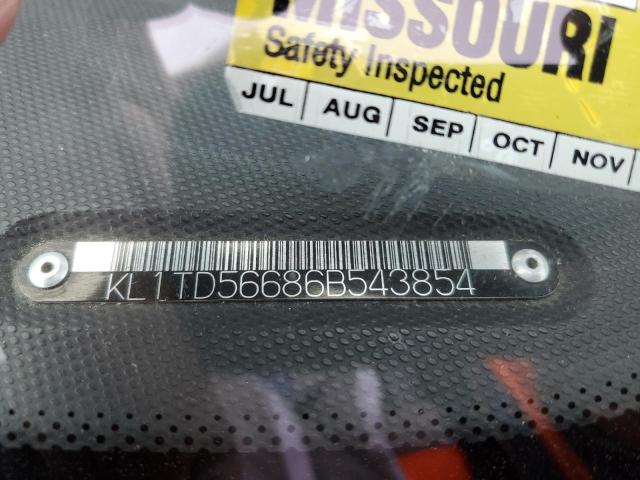 MISSOURI
Safety Inspected
JUL AUG SEP OCT NOV
KL1TD56686B543854